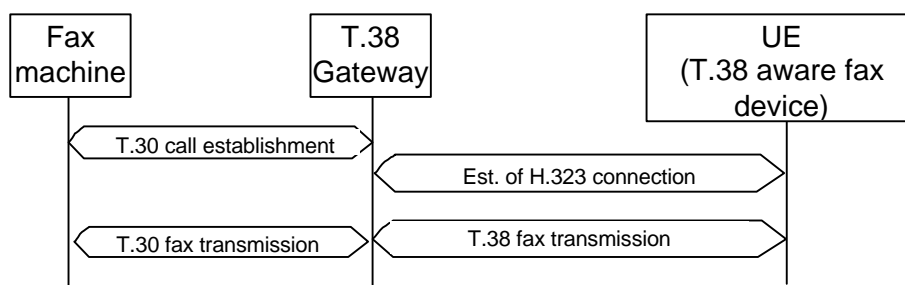 Fax
machine
T.38
Gateway
UE
(T.38 aware fax
device)
T.30 call establishment
Est. of H.323 connection
T.30 fax transmission
T.38 fax transmission